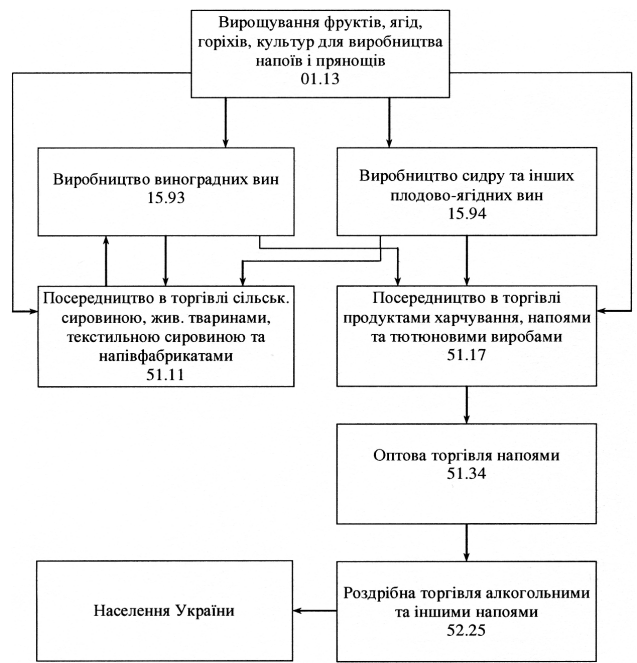 Вирощування фруктів, ягід,
горіхів, культур для виробництва
напоїв і прянощів
01.13
Виробництво виноградних вин
15.93
Виробництво сидру та інших
плодово-ягідних вин
15.94
Посередництво в торгівлі сільськ.
сировиною, жив. тваринами,
текстильною сировиною та
напівфабрикатами
51.11
Посередництво в торгівлі
продуктами харчування, напоями
та тютюновими виробами
51.17
Оптова торгівля напоями
51.34
Населення України
Роздрібна торгівля алкогольними
та іншими напоями
52.25